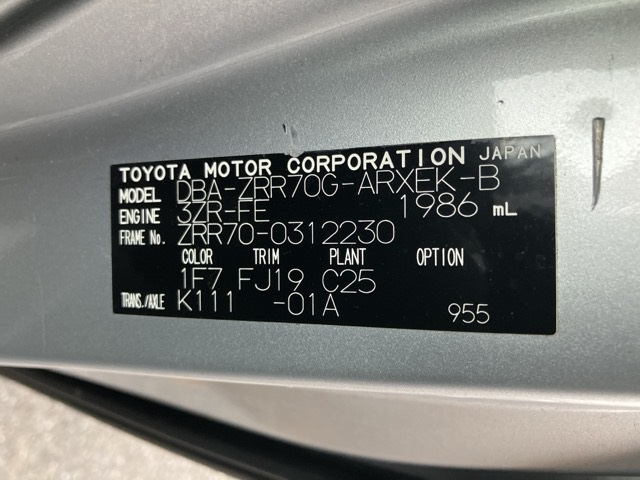 TOYOTA MOTOR CORPORATION JAPAN
MODEL DBA-ZRR70G-ARXEK-B
ENGINE 3ZR-FE 1986 mL
FRAME No. ZRR70-0312230
COLOR TRIM PLANT OPTION
1F7 FJ19 C25
TRANS./AXLE K111 -01A 955